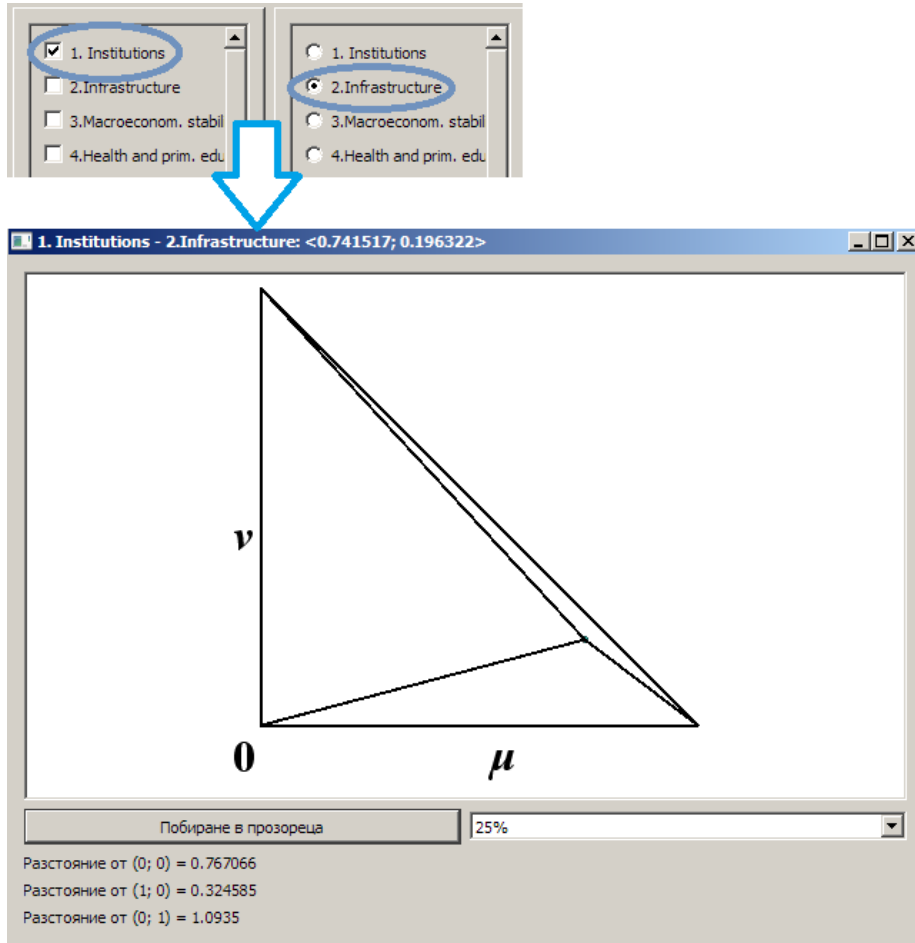 1. Institutions
2.Infrastructure
3.Macroeconom. stabil
4.Health and prim. edu
1. Institutions
2.Infrastructure
3.Macroeconom. stabil
4.Health and prim. edu
1. Institutions - 2.Infrastructure: <0.741517; 0.196322>
ν
0
μ
Побиране в прозореца
25%
Разстояние от (0; 0) = 0.767066
Разстояние от (1; 0) = 0.324585
Разстояние от (0; 1) = 1.0935